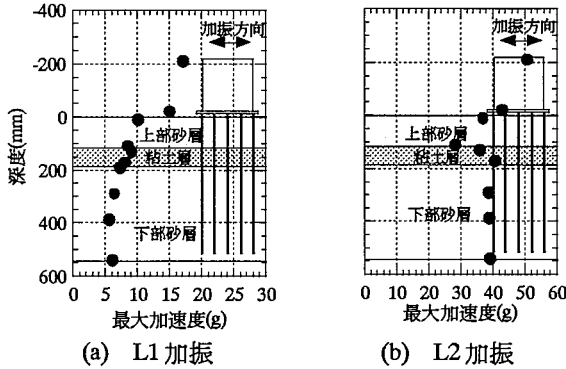 -400
-200
0
200
400
600
深度(mm)
加振方向
上部砂層
粘土層
下部砂層
0 5 10 15 20 25 30
最大加速度(g)
(a) L1 加振
加振方向
上部砂層
粘土層
下部砂層
0 10 20 30 40 50 60
最大加速度(g)
(b) L2 加振